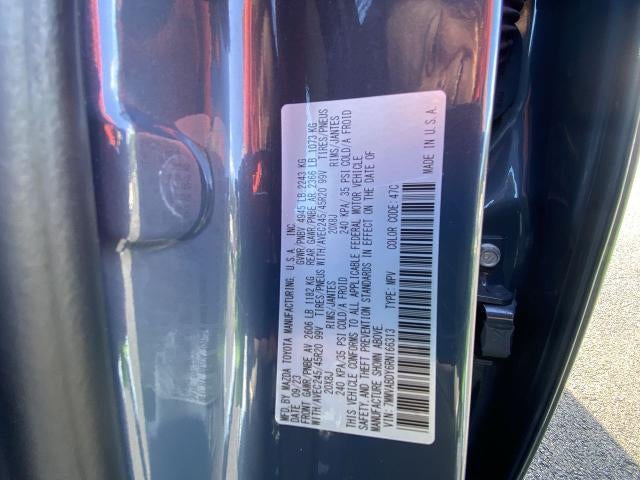 MFD. BY MAZDA TOYOTA MANUFACTURING, U.S.A., INC.
DATE: 09/23 GVWR/PNBV 4945 LB 2243 KG
FRONT GAWR/PNBE AV 2606 LB 1182 KG REAR GAWR/PNBE AR 2366 LB 1073 KG
WITH/AVEC245/45R20 99V TIRES/PNEUS WITH/AVEC245/45R20 99V TIRES/PNEUS
20X8J RIMS/JANTES 20X8J RIMS/JANTES
240 KPA/35 PSI COLD/A FROID 240 KPA/ 35 PSI COLD/A FROID
THIS VEHICLE CONFORMS TO ALL APPLICABLE FEDERAL MOTOR VEHICLE
SAFETY AND THEFT PREVENTION STANDARDS IN EFFECT ON THE DATE OF
MANUFACTURE SHOWN ABOVE.
VIN: TYPE: MPV COLOR CODE: 47C
MADE IN U.S.A.